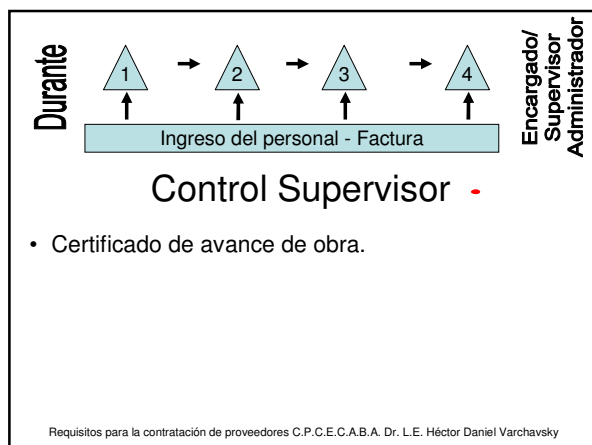 Durante
1
2
3
4
Encargado/
Supervisor
Administrador
Ingreso del personal - Factura
Control Supervisor
• Certificado de avance de obra.
Requisitos para la contratación de proveedores C.P.C.E.C.A.B.A. Dr. L.E. Héctor Daniel Varchavsky